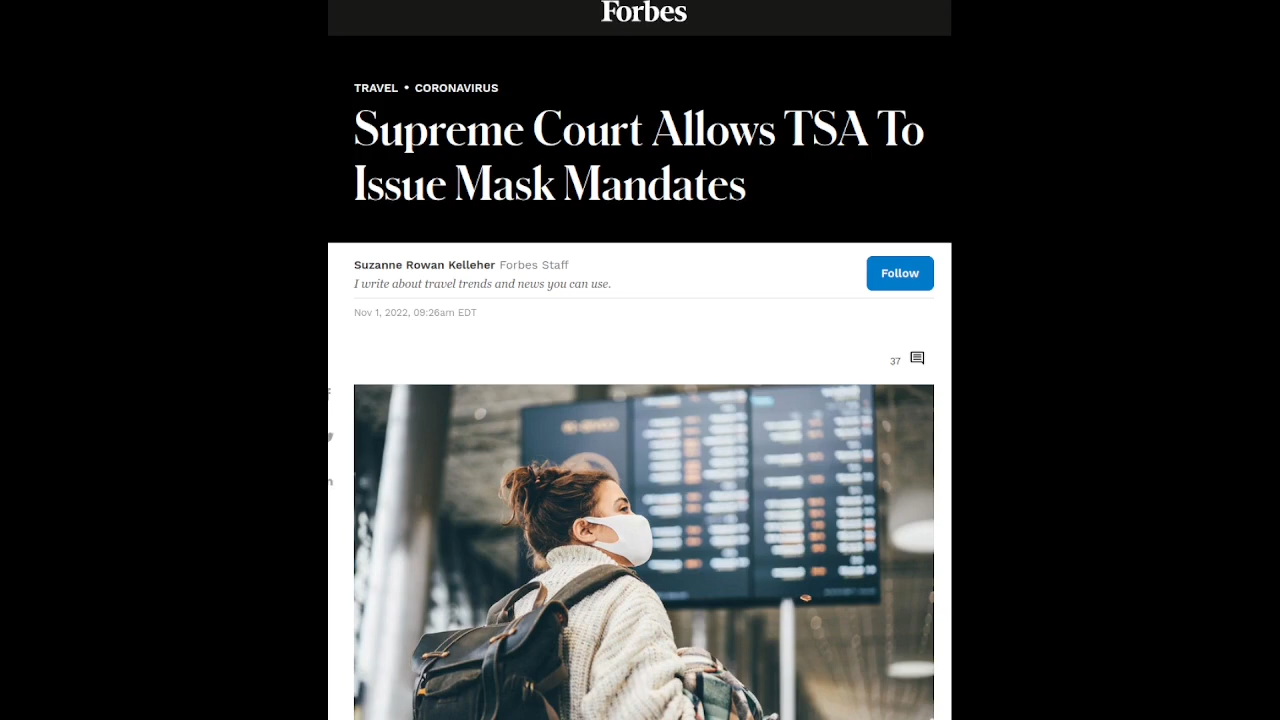 Forbes
TRAVEL • CORONAVIRUS
Supreme Court Allows TSA To
Issue Mask Mandates
Suzanne Rowan Kelleher Forbes Staff
Follow
I write about travel trends and news you can use.
Nov 1, 2022, 09:26am EDT
37